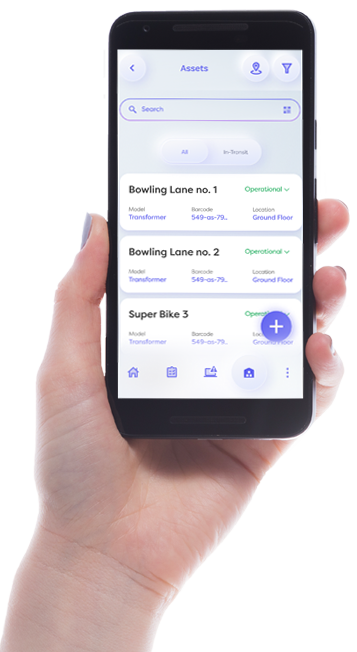 Assets
Search
All In-Transit
Bowling Lane no. 1 Operational
Model Barcode Location
Transformer 549-as-79.. Ground Floor
Bowling Lane no. 2 Operational
Model Barcode Location
Transformer 549-as-79.. Ground Floor
Super Bike 3
Model Barcode Location
Transformer 549-as-79.. Ground Floor